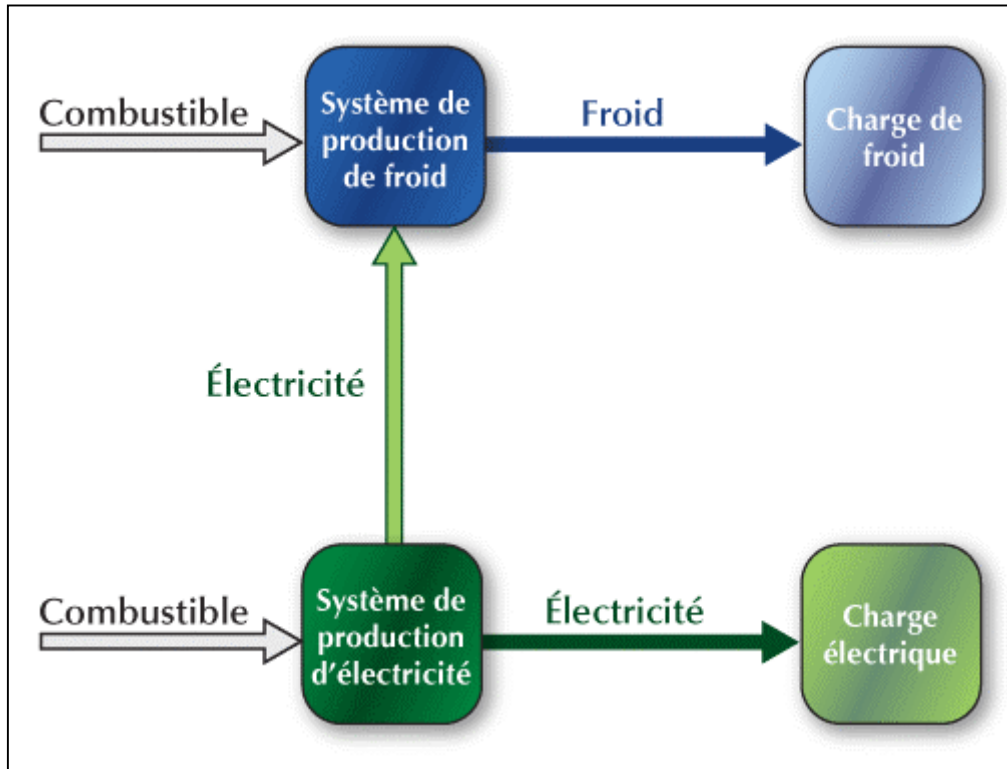 Combustible
Système de
production
de froid
Froid
Charge de
froid
Électricité
Combustible
Système de
production
d'électricité
Électricité
Charge
électrique